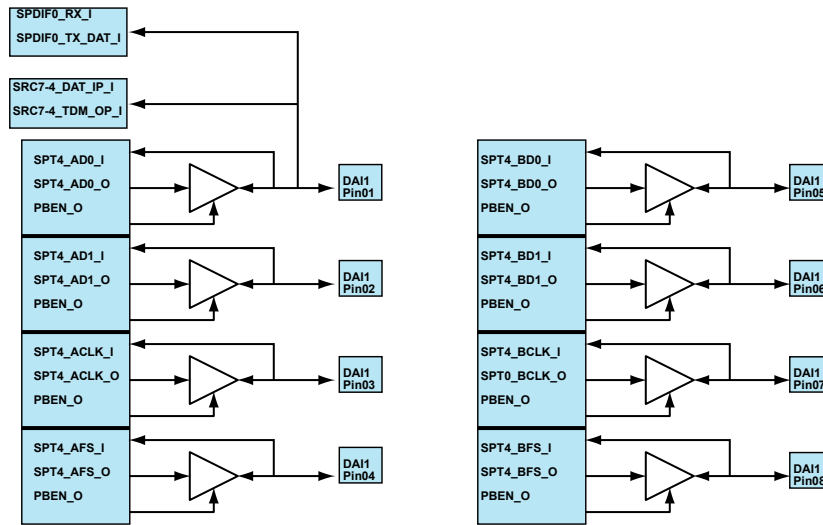 SPDIF0_RX_I
SPDIF0_TX_DAT_I
SRC7-4_DAT_IP_I
SRC7-4_TDM_OP_I
SPT4_AD0_I
SPT4_AD0_O
PBEN_O
DAI1
Pin01
SPT4_AD1_I
SPT4_AD1_O
PBEN_O
DAI1
Pin02
SPT4_ACLK_I
SPT4_ACLK_O
PBEN_O
DAI1
Pin03
SPT4_AFS_I
SPT4_AFS_O
PBEN_O
DAI1
Pin04
SPT4_BD0_I
SPT4_BD0_O
PBEN_O
DAI1
Pin05
SPT4_BD1_I
SPT4_BD1_O
PBEN_O
DAI1
Pin06
SPT4_BCLK_I
SPT0_BCLK_O
PBEN_O
DAI1
Pin07
SPT4_BFS_I
SPT4_BFS_O
PBEN_O
DAI1
Pin08